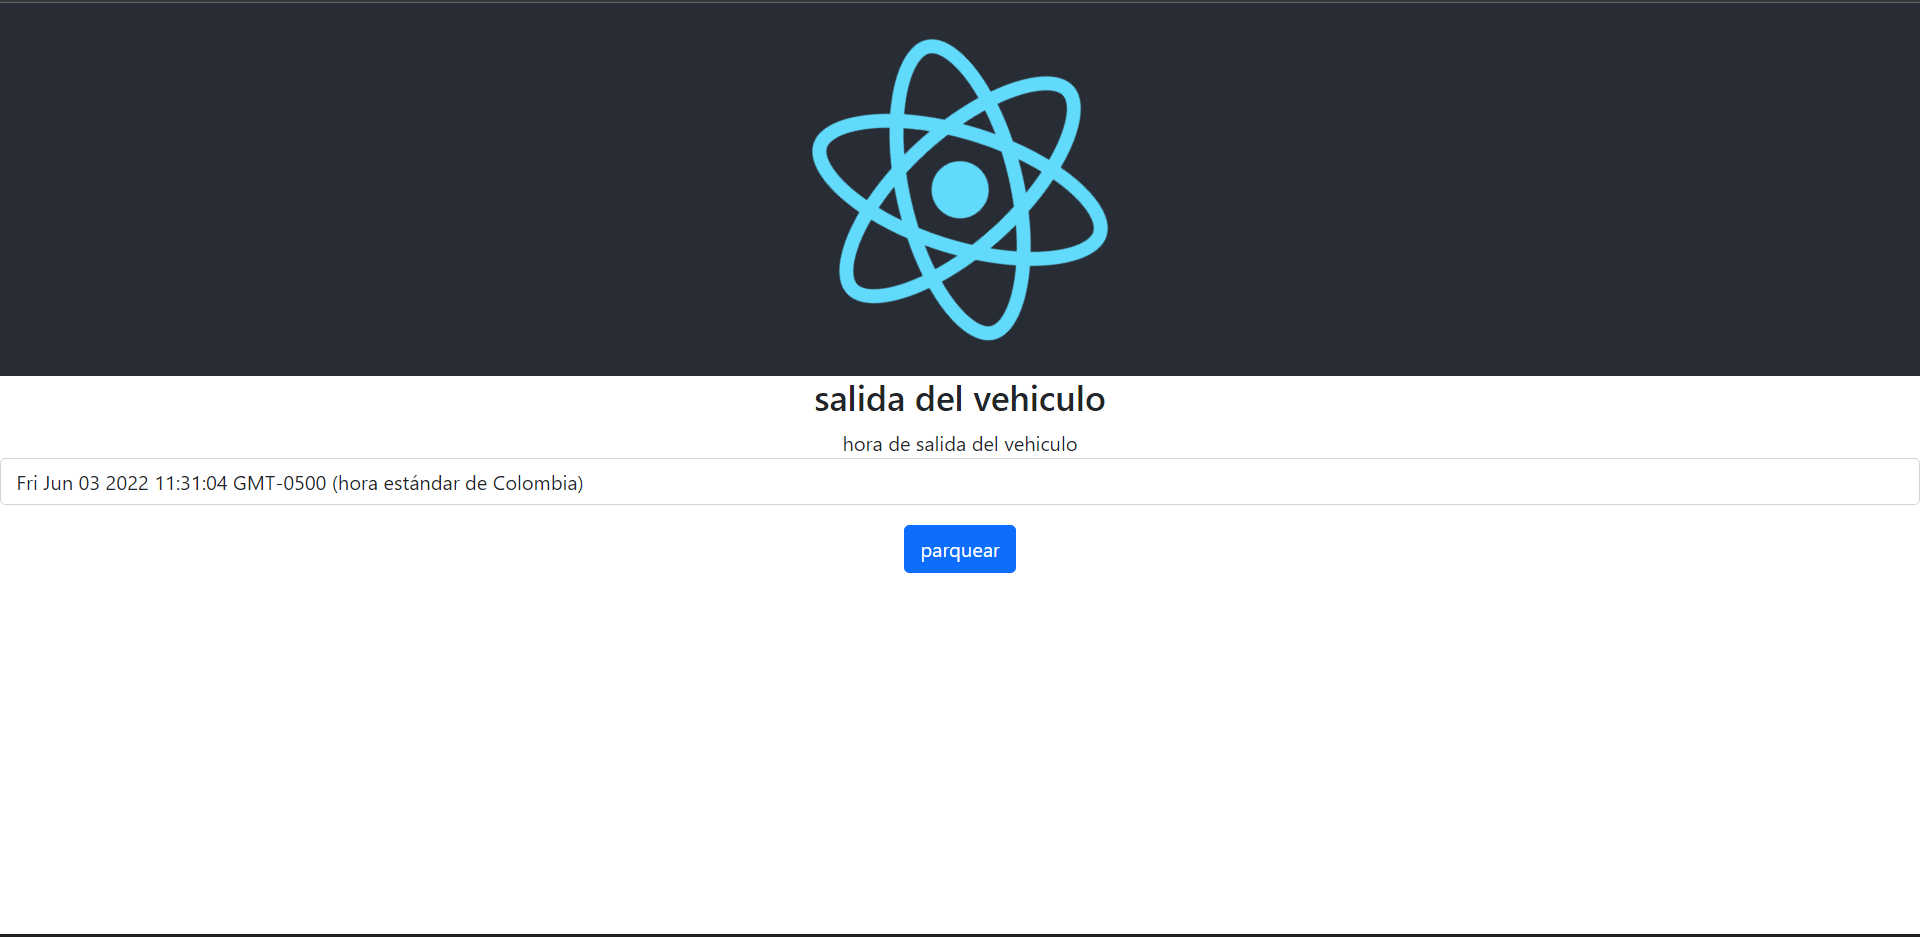 salida del vehiculo
hora de salida del vehiculo
Fri Jun 03 2022 11:31:04 GMT-0500 (hora estándar de Colombia)
parquear